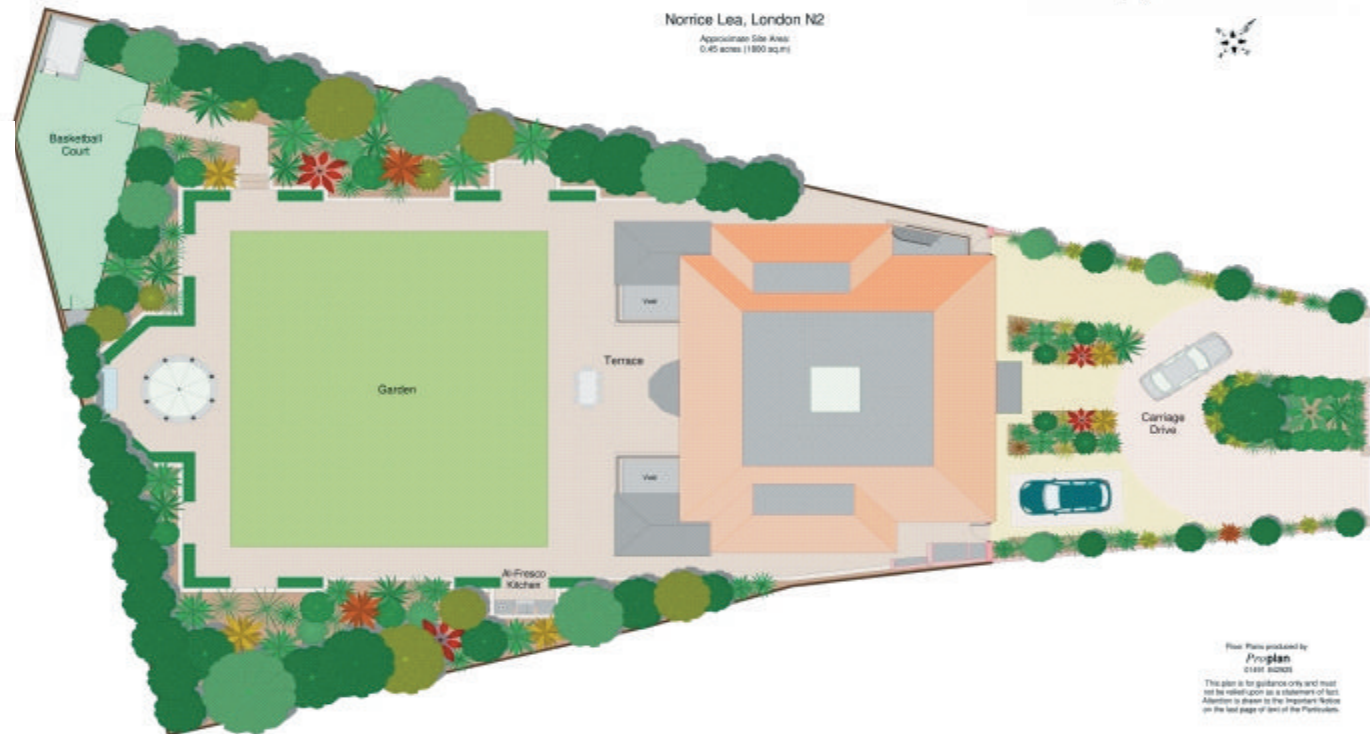 Norrice Lea, London N2
Approximate Site Area:
0.45 acres (1800 sq.m)
Basketball
Court
Void
Terrace
Garden
Carriage
Drive
Void
Al-Fresco
Kitchen
Floor Plans produced by
Proplan
This plan is for guidance only and must
not be relied upon as a statement of fact.
Attention is drawn to the Important Notice
on the last page of text of the Particulars.